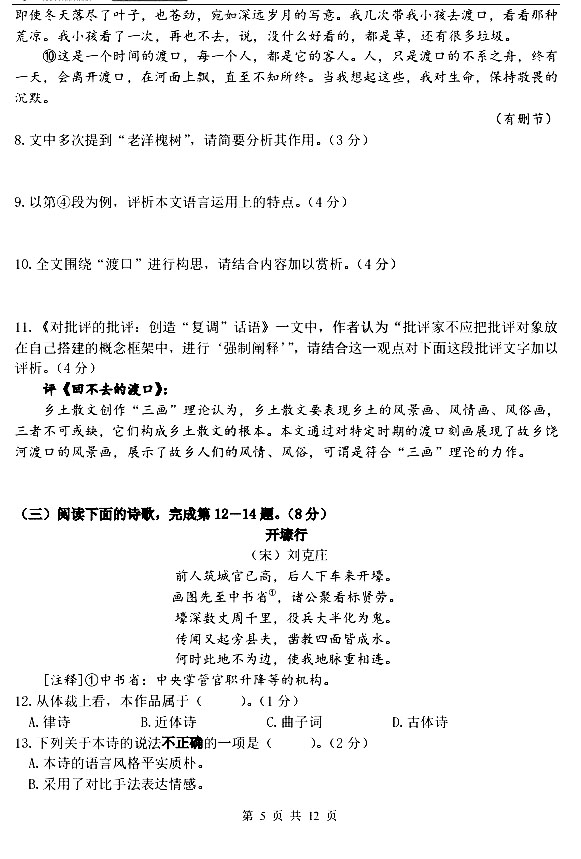 即使冬天落尽了叶子，也苍劲，宛如深远岁月的写意。我几次带我小孩去渡口，看看那种
荒凉。我小孩看了一次，再也不去，说，没什么好看的，都是草，还有很多垃圾。
⑩这是一个时间的渡口，每一个人，都是它的客人。人，只是渡口的不系之舟，终有
一天，会离开渡口，在河面上飘，直至不知所终。当我想起这些，我对生命，保持敬畏的
沉默。
（有删节）
8.文中多次提到“老洋槐树”，请简要分析其作用。（3 分）
9.以第④段为例，评析本文语言运用上的特点。（4 分）
10.全文围绕“渡口”进行构思，请结合内容加以赏析。（4 分）
11.《对批评的批评：创造“复调”话语》一文中，作者认为“批评家不应把批评对象放
在自己搭建的概念框架中，进行‘强制阐释’”，请结合这一观点对下面这段批评文字加以
评析。（4 分）
评《回不去的渡口》：
乡土散文创作“三画”理论认为，乡土散文要表现乡土的风景画、风情画、风俗画，
三者不可或缺，它们构成乡土散文的根本。本文通过对特定时期的渡口刻画展现了故乡饶
河渡口的风景画，展示了故乡人们的风情、风俗，可谓是符合“三画”理论的力作。
（三）阅读下面的诗歌，完成第 12—14 题。（8 分）
开壕行
（宋）刘克庄
前人筑城官已高，后人下车来开壕。
画图先至中书省①，诸公聚看标贤劳。
壕深数丈周千里，役兵大半化为鬼。
传闻又起旁县夫，凿教四面皆成水。
何时此地不为边，使我地脉重相连。
[注释]①中书省：中央掌管官职升降等的机构。
12.从体裁上看，本作品属于（　　）。（1 分）
A.律诗 B.近体诗 C.曲子词 D.古体诗
13.下列关于本诗的说法不正确的一项是（　　）。（2 分）
A.本诗的语言风格平实质朴。
B.采用了对比手法表达情感。
第 5 页 共 12 页